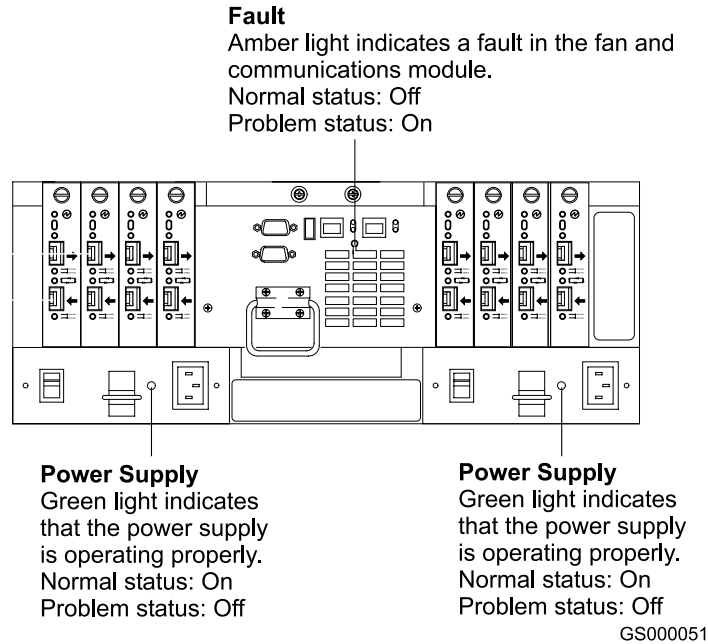 Fault
Amber light indicates a fault in the fan and
communications module.
Normal status: Off
Problem status: On
Power Supply
Green light indicates
that the power supply
is operating properly.
Normal status: On
Problem status: Off
Power Supply
Green light indicates
that the power supply
is operating properly.
Normal status: On
Problem status: Off
GS000051